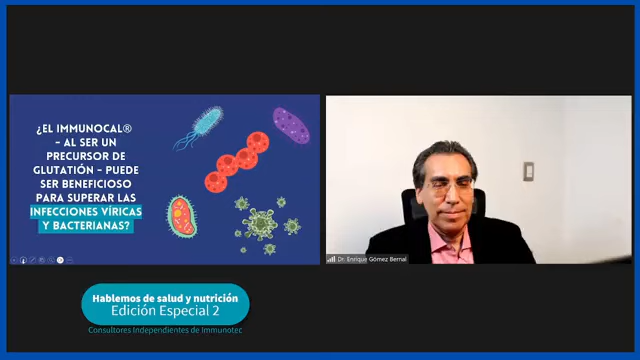 ¿EL IMMUNOCAL®
- AL SER UN
PRECURSOR DE
GLUTATIÓN - PUEDE
SER BENEFICIOSO
PARA SUPERAR LAS
INFECCIONES VÍRICAS
Y BACTERIANAS?
Dr. Enrique Gómez Bernal
Hablemos de salud y nutrición
Edición Especial 2
Consultores Independientes de Immunotec